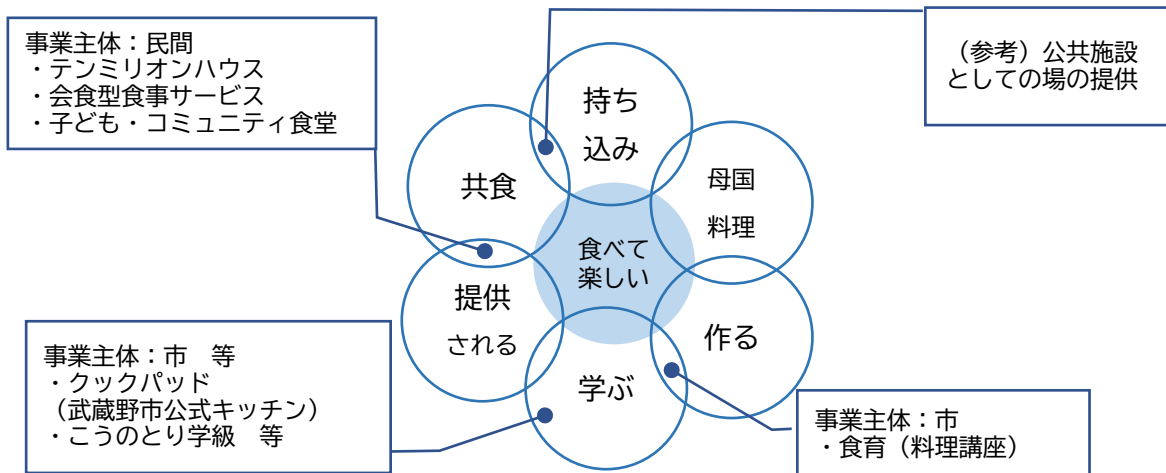 事業主体：民間
・テンミリオンハウス
・会食型食事サービス
・子ども・コミュニティ食堂
（参考）公共施設
としての場の提供
持ち
込み
共食
母国
料理
食べて
楽しい
提供
される
作る
学ぶ
事業主体：市　等
・クックパッド
（武蔵野市公式キッチン）
・こうのとり学級　等
事業主体：市
・食育（料理講座）